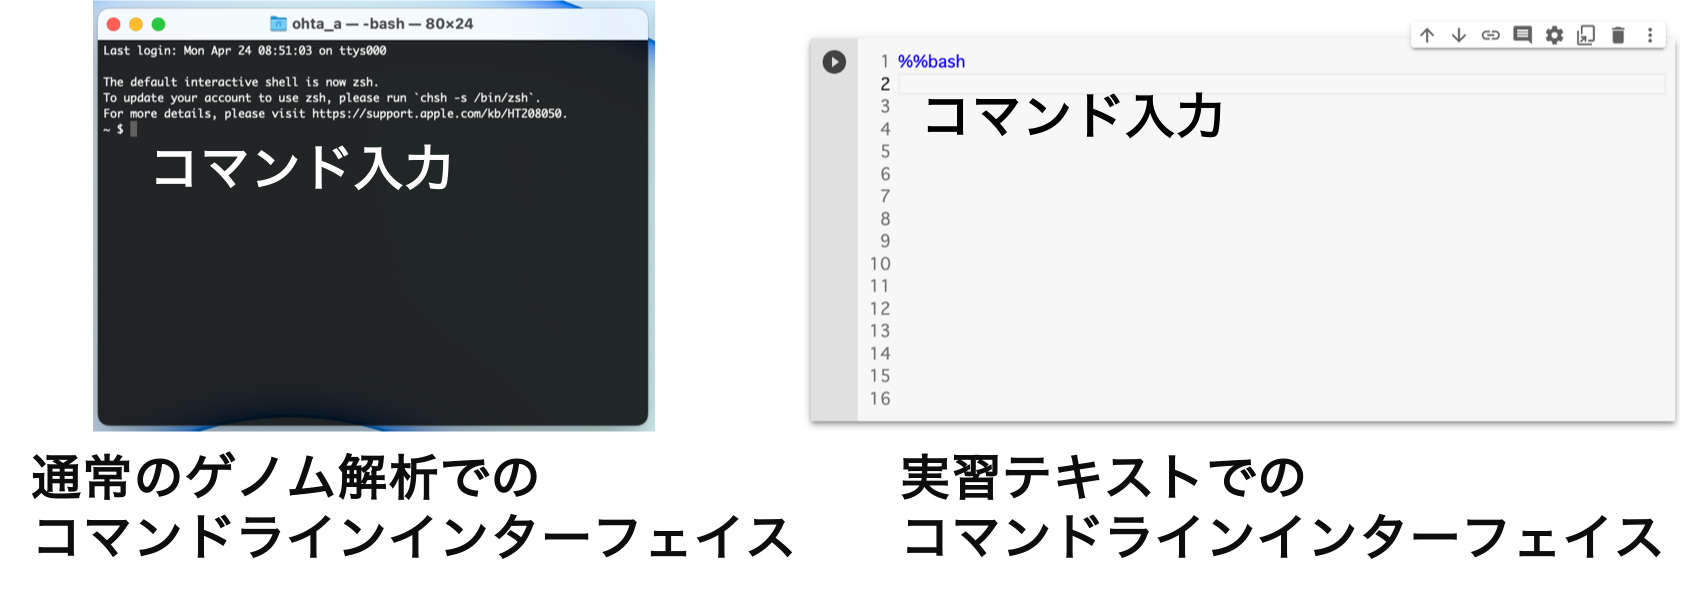 ohta_a — -bash — 80×24
Last login: Mon Apr 24 08:51:03 on ttys000
The default interactive shell is now zsh.
To update your account to use zsh, please run `chsh -s /bin/zsh`.
For more details, please visit https://support.apple.com/kb/HT208050.
~ $
コマンド入力
通常のゲノム解析での
コマンドラインインターフェイス
1 %%bash
2
3
4
コマンド入力
5
6
7
8
9
10
11
12
13
14
15
16
実習テキストでの
コマンドラインインターフェイス